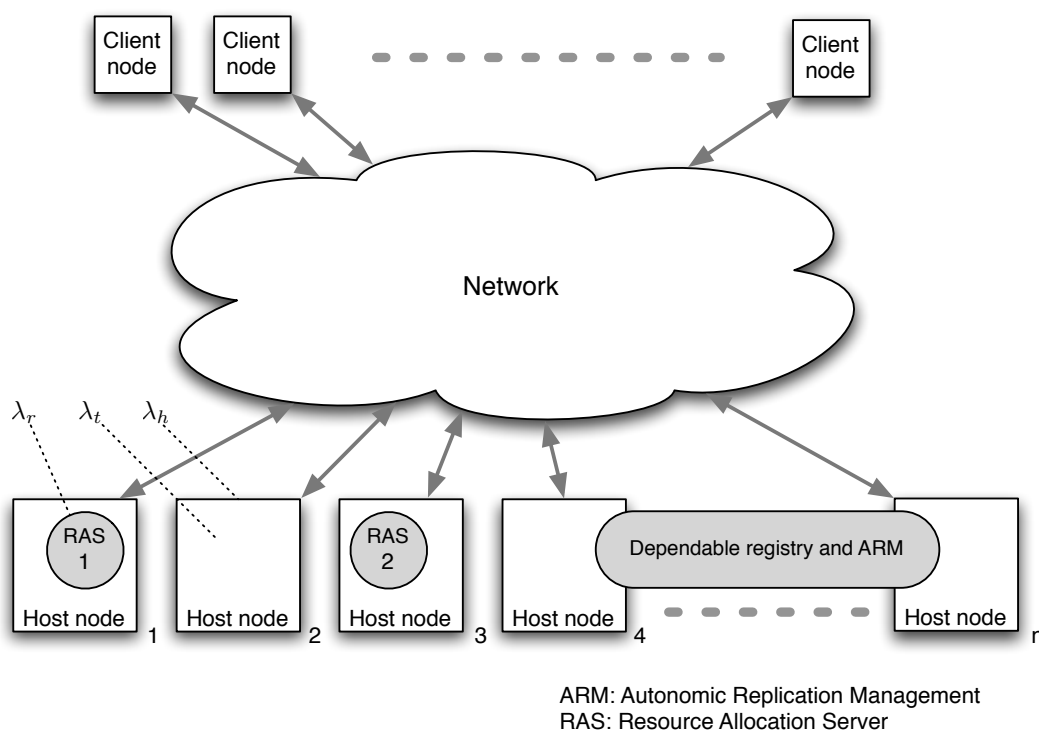 Client
node
Client
node
Client
node
Network
λr
λt
λh
RAS
1
Host node
1
Host node
2
RAS
2
Host node
3
Dependable registry and ARM
Host node
4
Host node
r
ARM: Autonomic Replication Management
RAS: Resource Allocation Server